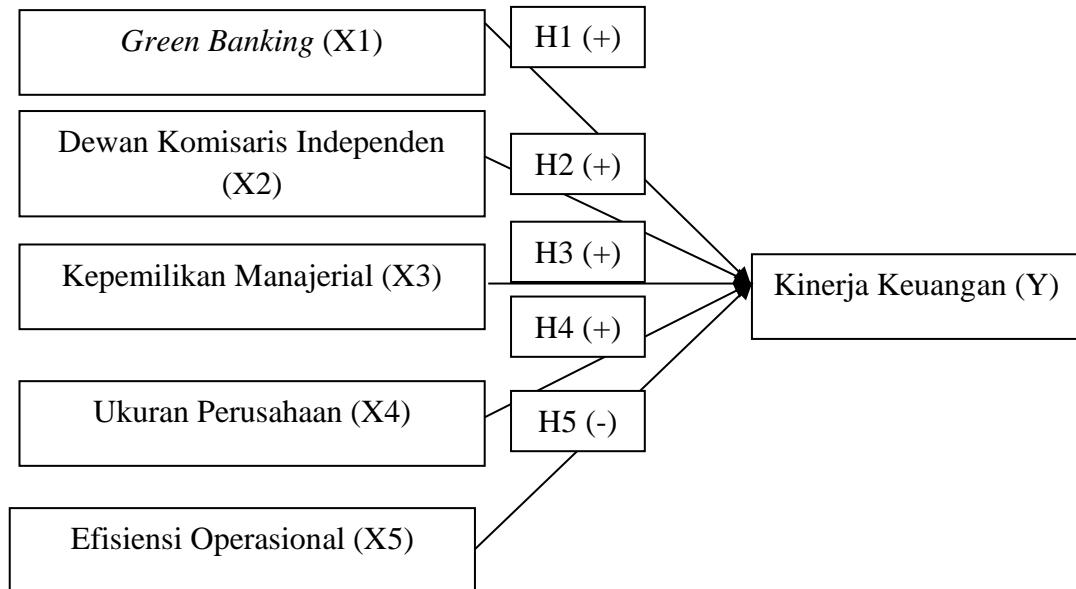 Green Banking (X1)
H1 (+)
Dewan Komisaris Independen
(X2)
H2 (+)
Kepemilikan Manajerial (X3)
H3 (+)
Kinerja Keuangan (Y)
H4 (+)
Ukuran Perusahaan (X4)
H5 (-)
Efisiensi Operasional (X5)